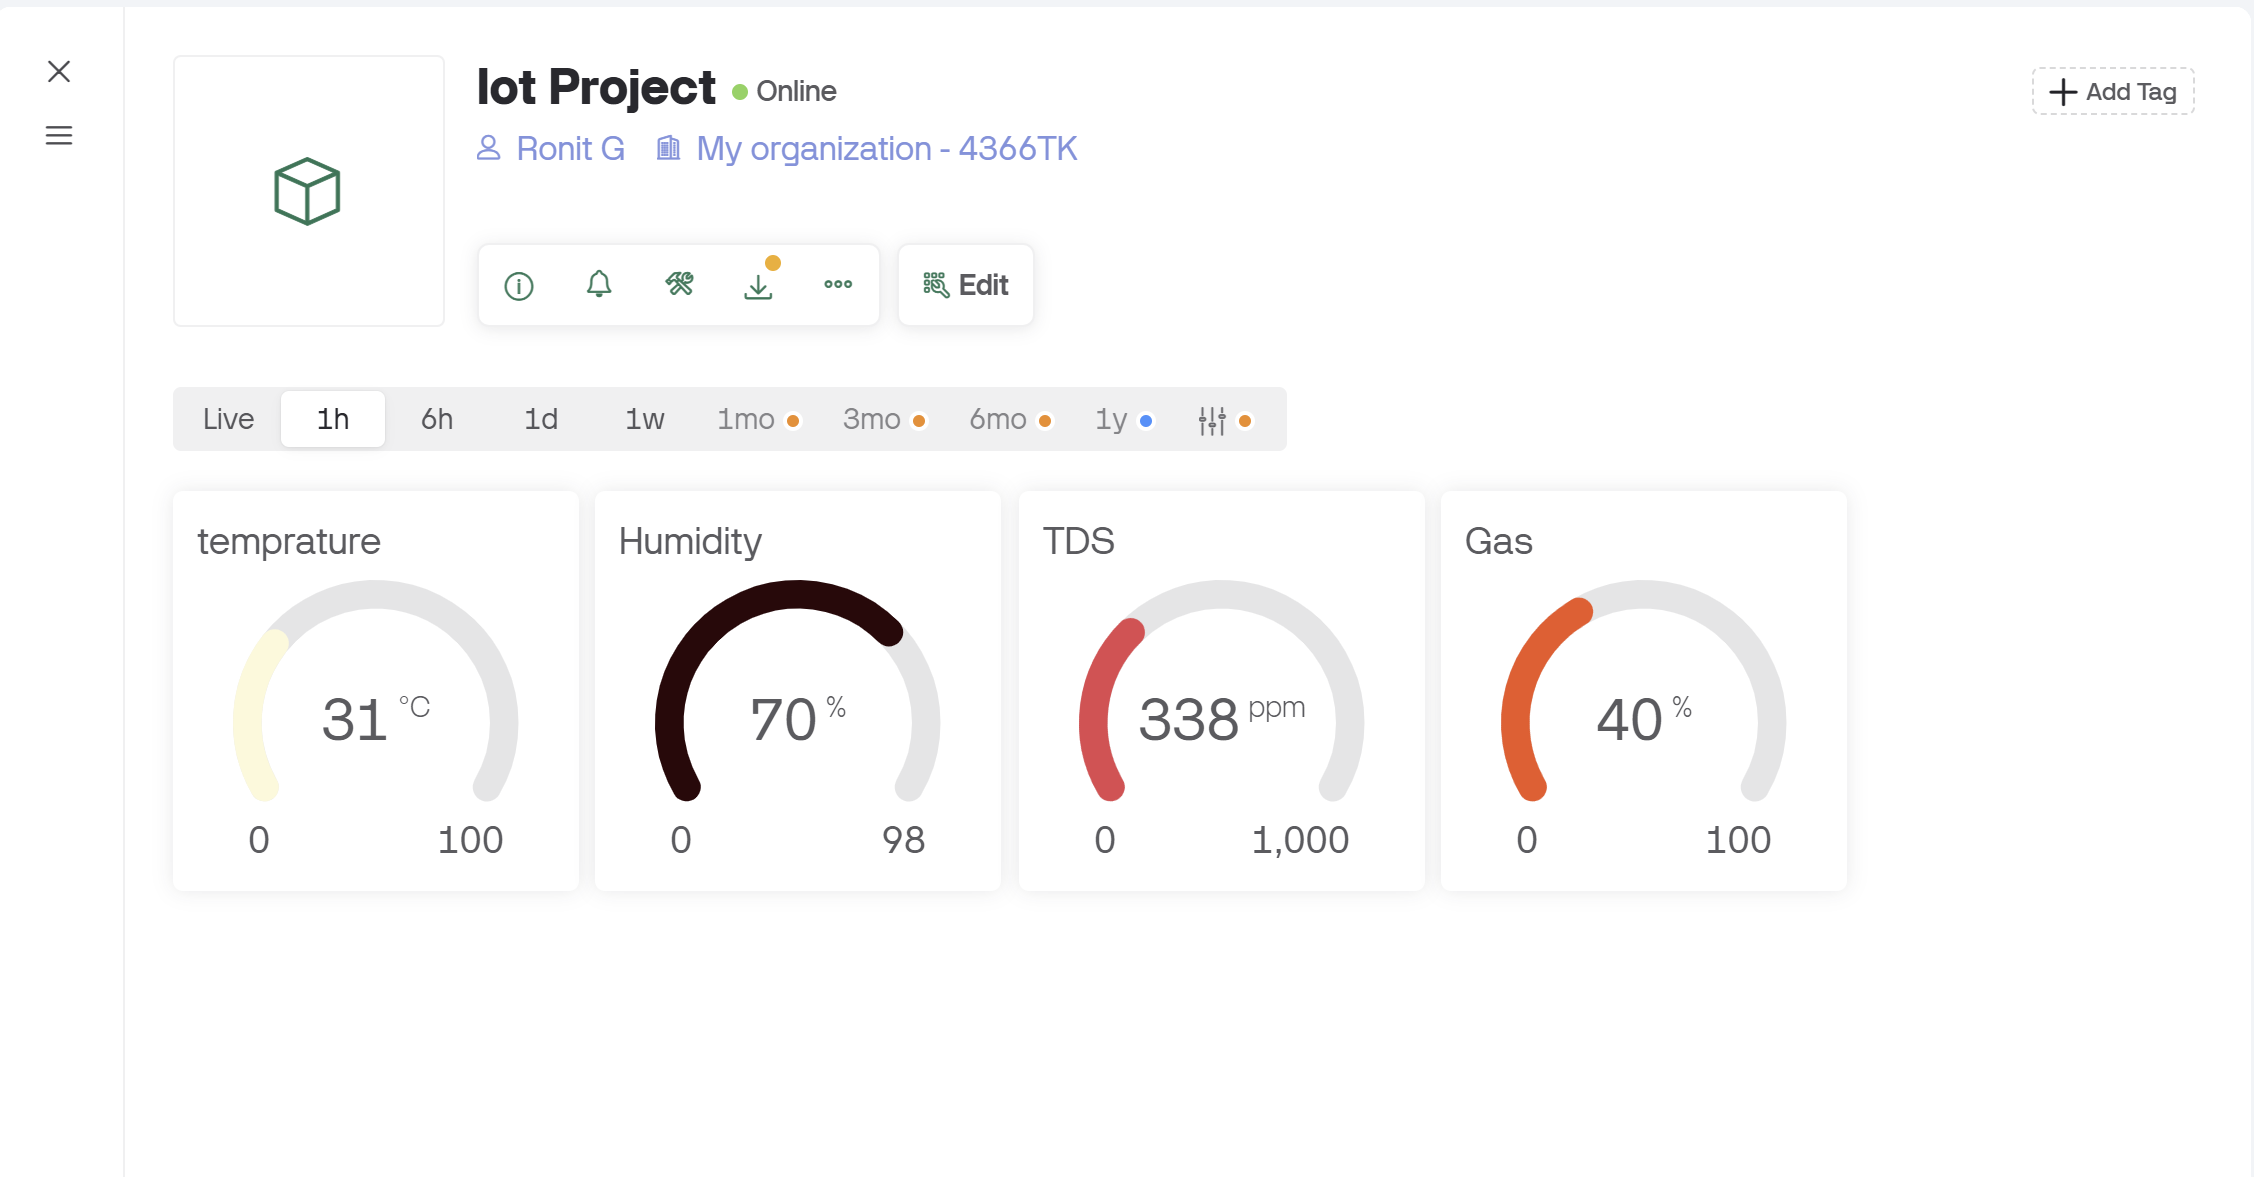 Iot Project Online
Ronit G My organization - 4366TK
Add Tag
Edit
Live 1h 6h 1d 1w 1mo 3mo 6mo 1y
temprature
31 °C
0 100
Humidity
70 %
0 98
TDS
338 ppm
0 1,000
Gas
40 %
0 100